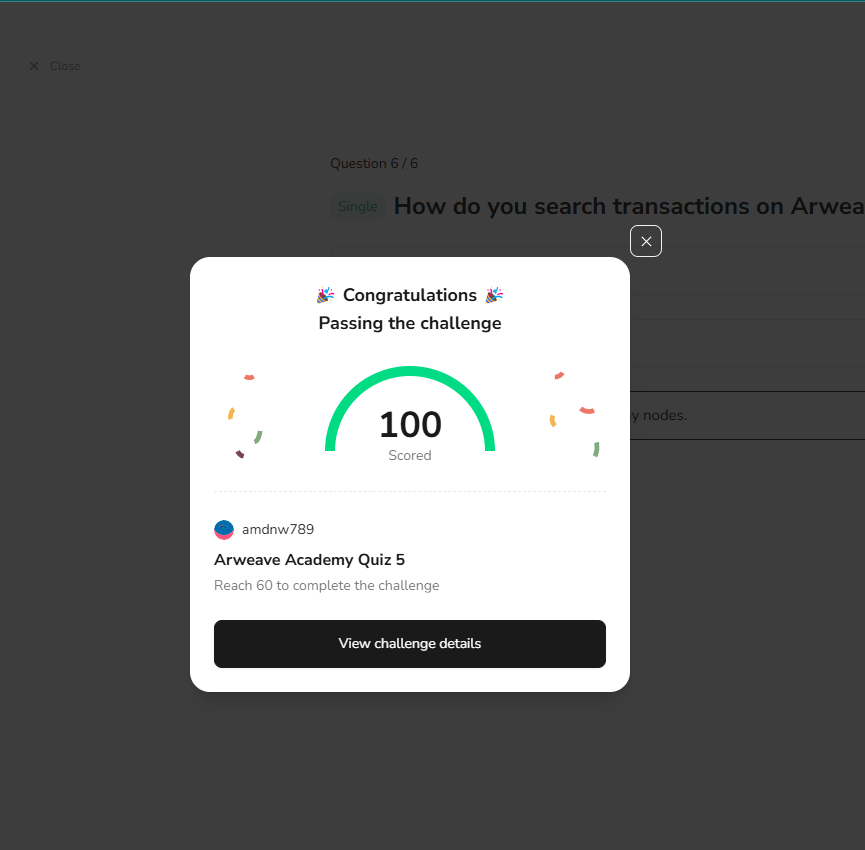 Close
Question 6 / 6
Single How do you search transactions on Arwea
Congratulations
Passing the challenge
y nodes.
100
Scored
amdnw789
Arweave Academy Quiz 5
Reach 60 to complete the challenge
View challenge details